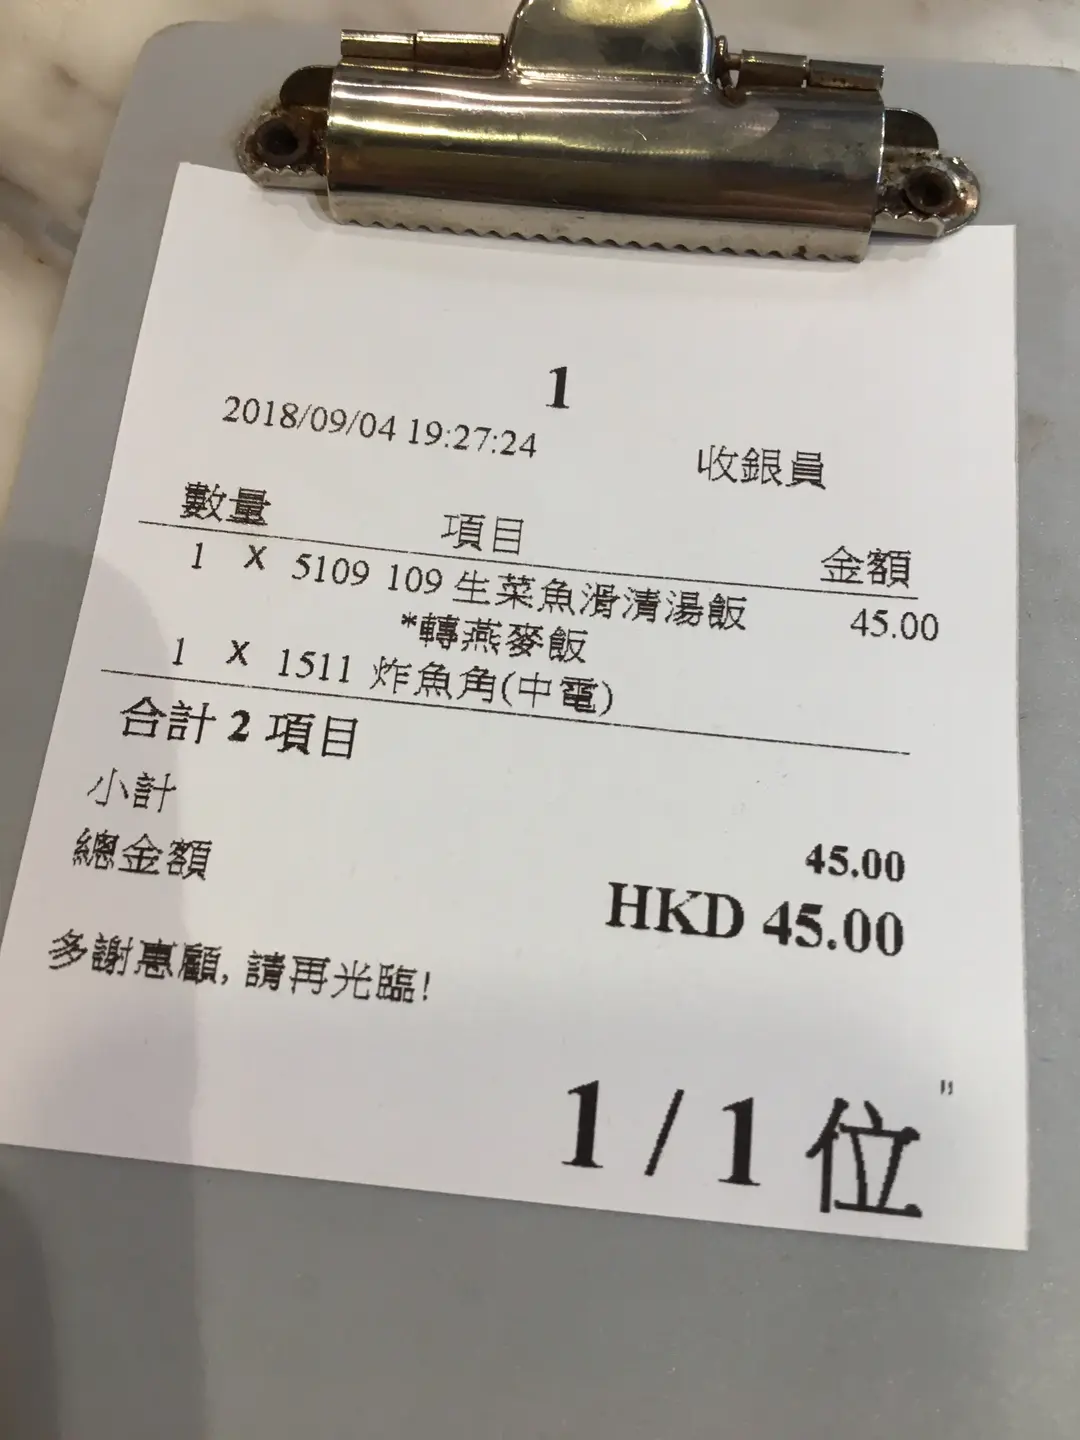 1
2018/09/04 19:27:24 收銀員
數量 項目 金額
1 X 5109 109 生菜魚滑清湯飯 45.00
*轉燕麥飯
1 X 1511 炸魚角(中電)
合計 2 項目
小計 45.00
總金額 HKD 45.00
多謝惠顧, 請再光臨!
1 / 1 位
"